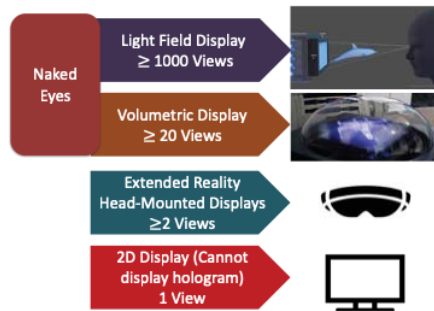 Naked
Eyes
Light Field Display
≥ 1000 Views
Volumetric Display
≥ 20 Views
Extended Reality
Head-Mounted Displays
≥2 Views
2D Display (Cannot
display hologram)
1 View